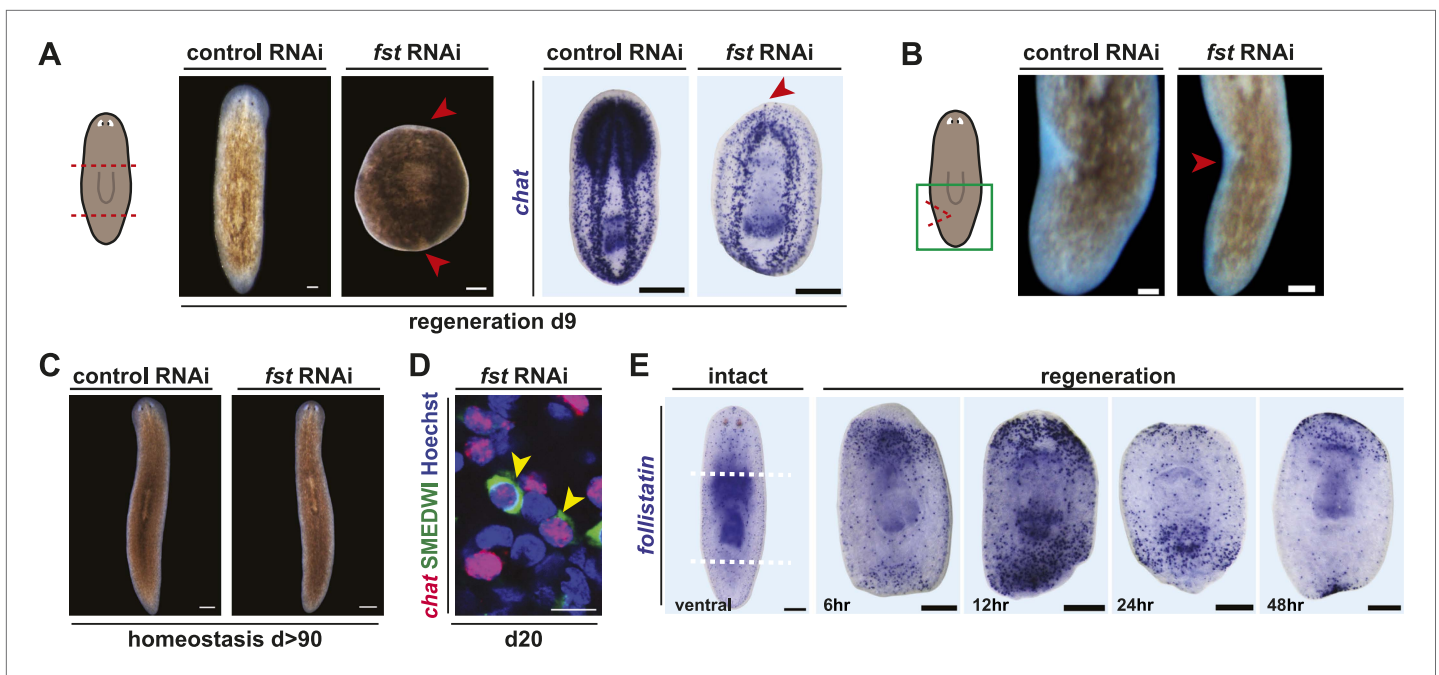 A
control RNAi
fst RNAi
control RNAi
fst RNAi
chat
regeneration d9
B
control RNAi
fst RNAi
C
control RNAi
fst RNAi
homeostasis d>90
D
fst RNAi
chat SMEDWI Hoechst
d20
E
intact
regeneration
follistatin
ventral
6hr
12hr
24hr
48hr